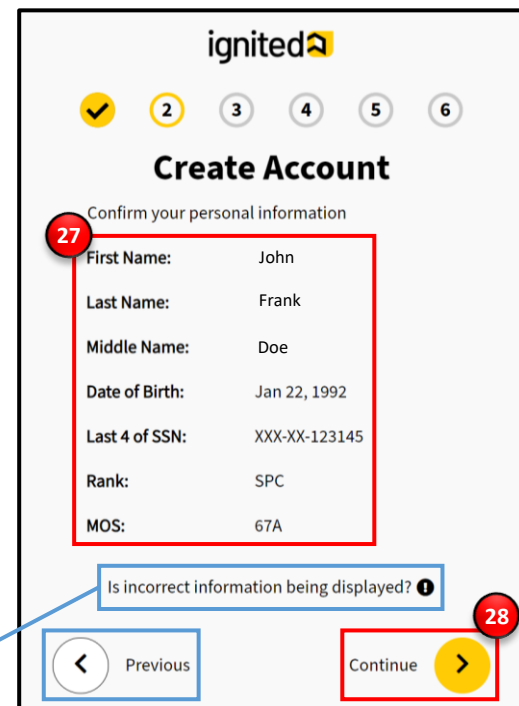 ignited
2 3 4 5 6
Create Account
Confirm your personal information
27
First Name: John
Last Name: Frank
Middle Name: Doe
Date of Birth: Jan 22, 1992
Last 4 of SSN: XXX-XX-123145
Rank: SPC
MOS: 67A
Is incorrect information being displayed?
28
Previous Continue